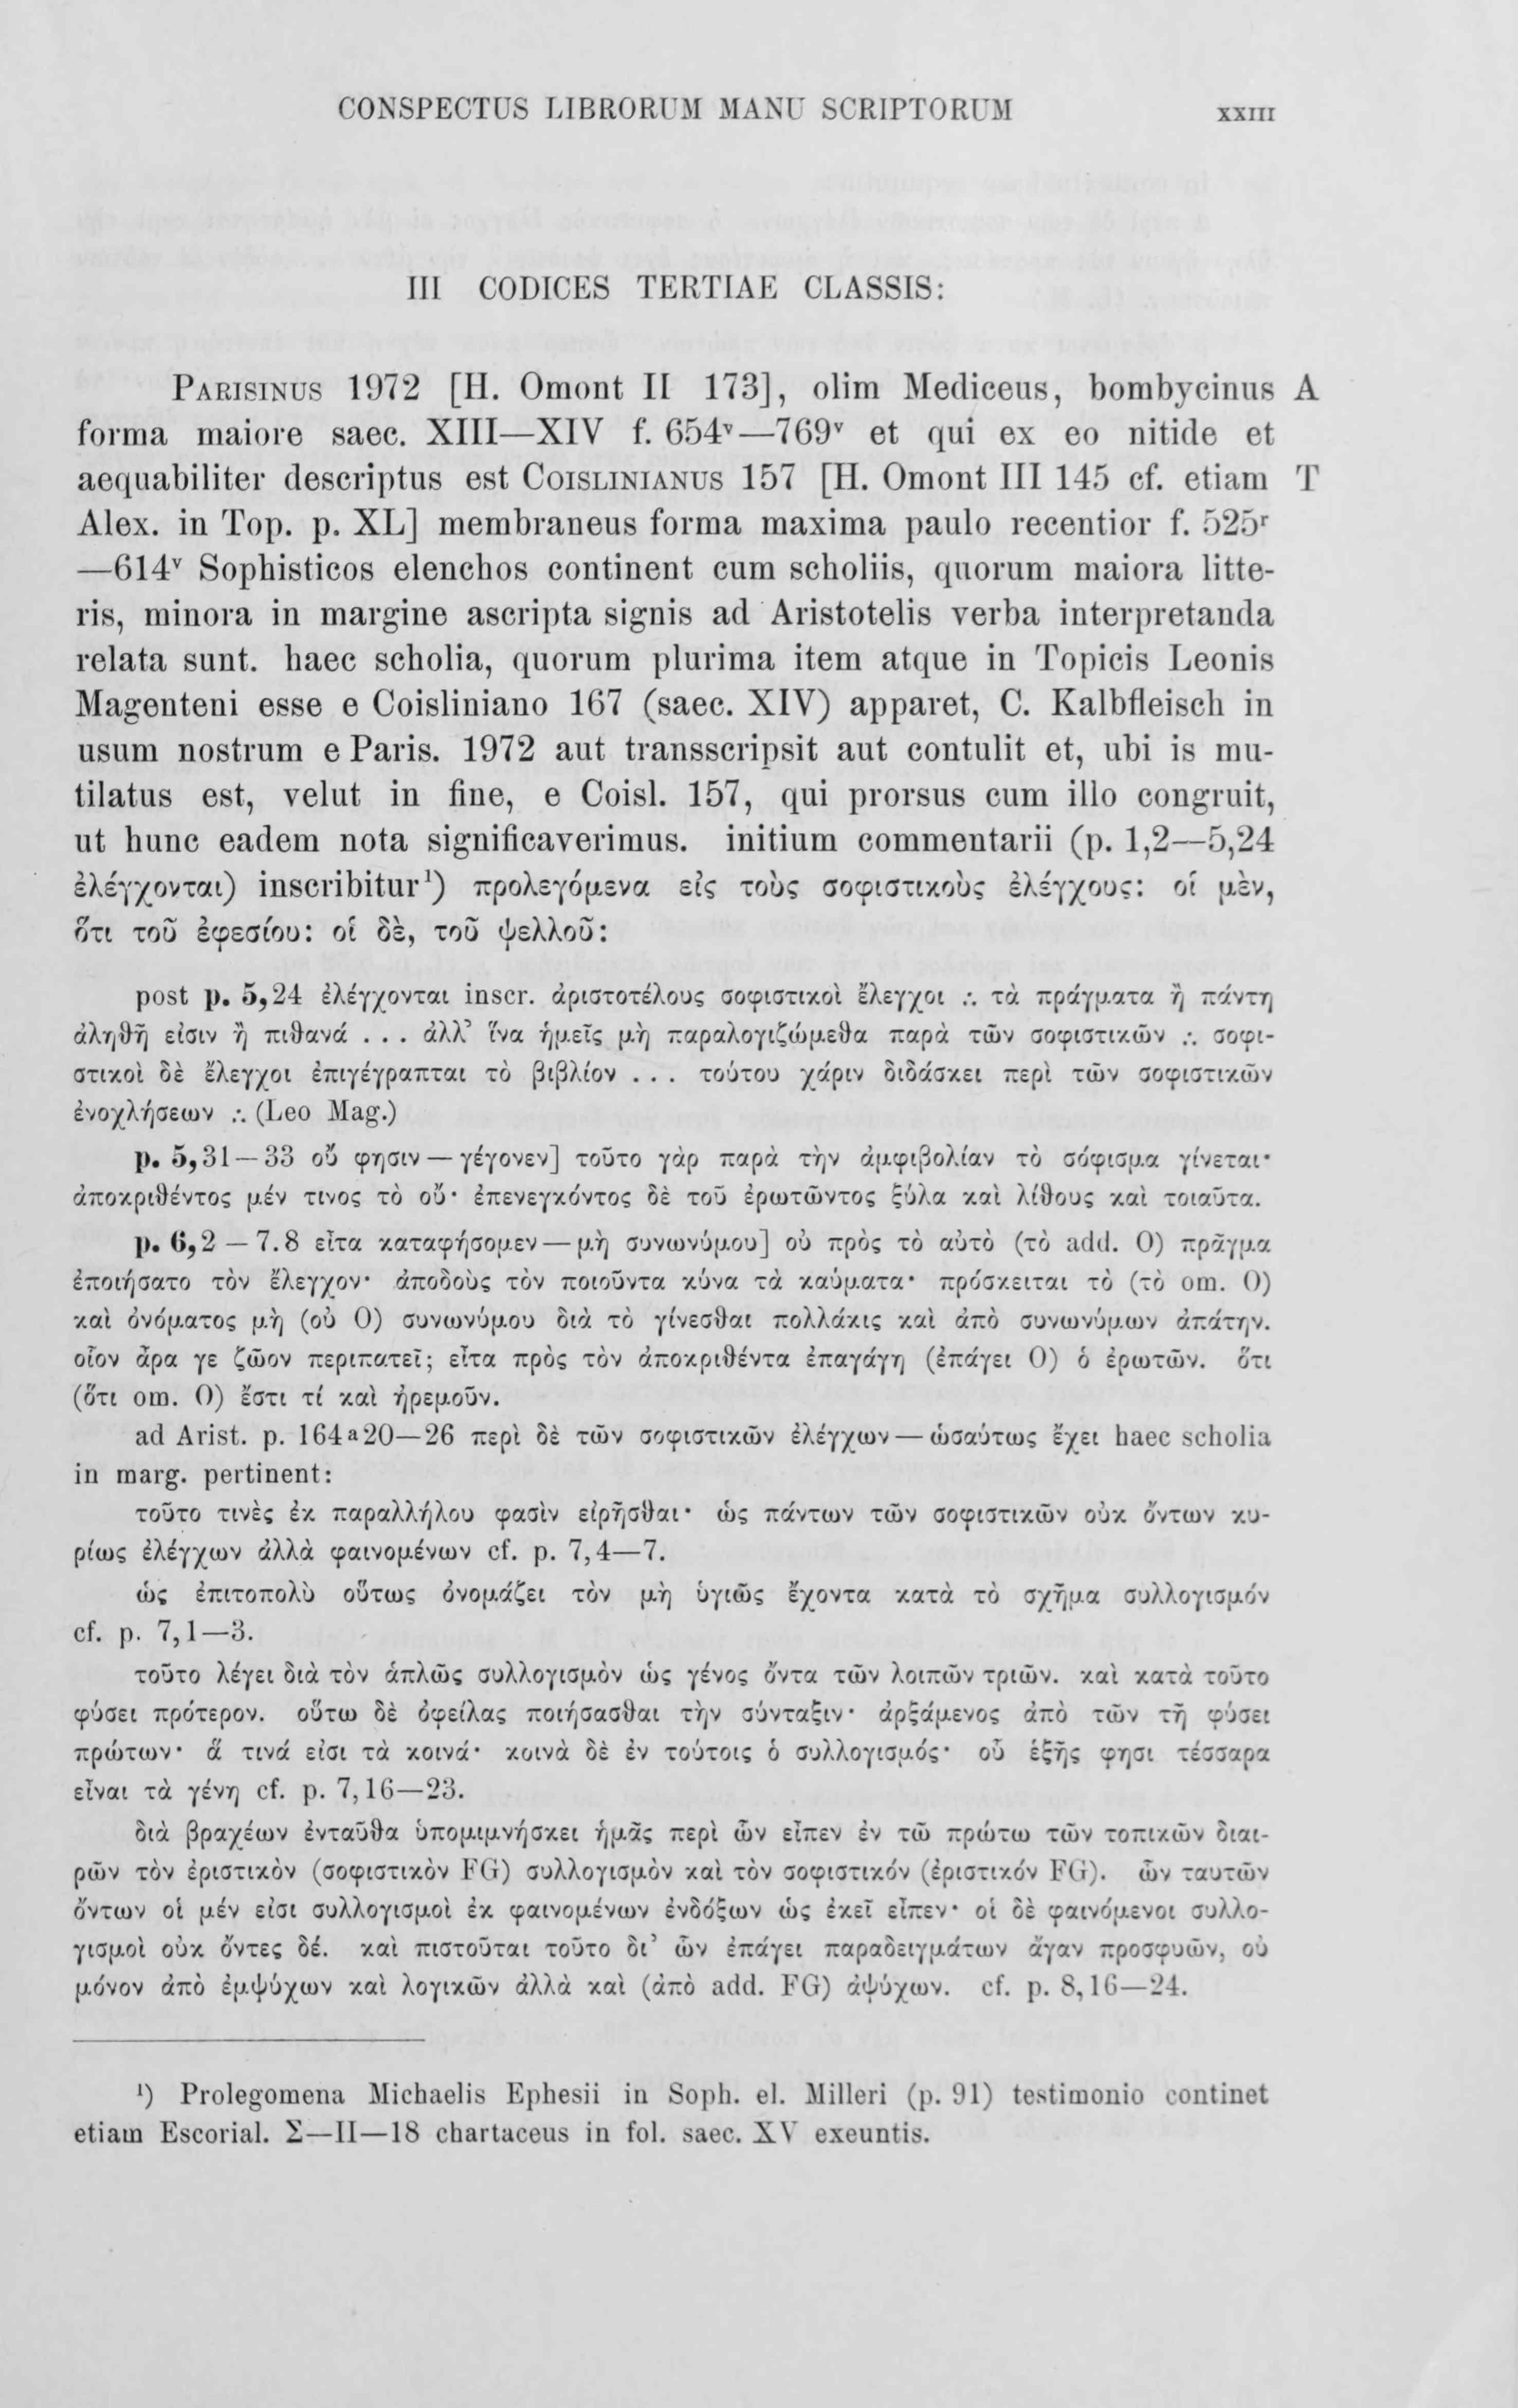 CONSPECTUS LIBRORUM MANU SCRIPTORUM XXIII
III CODICES TERTIAE CLASSIS:
PARISINUS 1972 [H. Omont II 173], olim Mediceus, bombycinus A
forma maiore saec. XIII—XIV f. 654ᵛ—769ᵛ et qui ex eo nitide et
aequabiliter descriptus est COISLINIANUS 157 [H. Omont III 145 cf. etiam T
Alex. in Top. p. XL] membraneus forma maxima paulo recentior f. 525ʳ
—614ᵛ Sophisticos elenchos continent cum scholiis, quorum maiora litte-
ris, minora in margine ascripta signis ad Aristotelis verba interpretanda
relata sunt. haec scholia, quorum plurima item atque in Topicis Leonis
Magenteni esse e Coisliniano 167 (saec. XIV) apparet, C. Kalbfleisch in
usum nostrum e Paris. 1972 aut transscripsit aut contulit et, ubi is mu-
tilatus est, velut in fine, e Coisl. 157, qui prorsus cum illo congruit,
ut hunc eadem nota significaverimus. initium commentarii (p. 1,2—5,24
ἐλέγχονται) inscribitur¹) προλεγόμενα εἰς τοὺς σοφιστικοὺς ἐλέγχους: οἱ μὲν,
ὅτι τοῦ ἐφεσίου: οἱ δὲ, τοῦ ψελλοῦ:
post p. 5,24 ἐλέγχονται inscr. ἀριστοτέλους σοφιστικοὶ ἔλεγχοι ∴ τὰ πράγματα ἢ πάντῃ
ἀληθῆ εἰσιν ἢ πιθανά . . . ἀλλ᾽ ἵνα ἡμεῖς μὴ παραλογιζώμεθα παρὰ τῶν σοφιστικῶν ∴ σοφι-
στικοὶ δὲ ἔλεγχοι ἐπιγέγραπται τὸ βιβλίον . . . τούτου χάριν διδάσκει περὶ τῶν σοφιστικῶν
ἐνοχλήσεων ∴ (Leo Mag.)
p. 5,31—33 οὔ φησιν — γέγονεν] τοῦτο γὰρ παρὰ τὴν ἀμφιβολίαν τὸ σόφισμα γίνεται·
ἀποκριθέντος μέν τινος τὸ οὔ· ἐπενεγκόντος δὲ τοῦ ἐρωτῶντος ξύλα καὶ λίθους καὶ τοιαῦτα.
p. 6,2 — 7.8 εἶτα καταφήσομεν — μὴ συνωνύμου] οὐ πρὸς τὸ αὐτὸ (τὸ add. O) πρᾶγμα
ἐποιήσατο τὸν ἔλεγχον· ἀποδοὺς τὸν ποιοῦντα κύνα τὰ καύματα· πρόσκειται τὸ (τὸ om. O)
καὶ ὀνόματος μὴ (οὐ O) συνωνύμου διὰ τὸ γίνεσθαι πολλάκις καὶ ἀπὸ συνωνύμων ἀπάτην.
οἷον ἆρα γε ζῶον περιπατεῖ; εἶτα πρὸς τὸν ἀποκριθέντα ἐπαγάγη (ἐπάγει O) ὁ ἐρωτῶν. ὅτι
(ὅτι om. O) ἔστι τί καὶ ἠρεμοῦν.
ad Arist. p. 164ᵃ20—26 περὶ δὲ τῶν σοφιστικῶν ἐλέγχων — ὡσαύτως ἔχει haec scholia
in marg. pertinent:
τοῦτο τινὲς ἐκ παραλλήλου φασὶν εἰρῆσθαι· ὡς πάντων τῶν σοφιστικῶν οὐκ ὄντων κυ-
ρίως ἐλέγχων ἀλλὰ φαινομένων cf. p. 7,4—7.
ὡς ἐπιτοπολὺ οὕτως ὀνομάζει τὸν μὴ ὑγιῶς ἔχοντα κατὰ τὸ σχῆμα συλλογισμόν
cf. p. 7,1—3.
τοῦτο λέγει διὰ τὸν ἁπλῶς συλλογισμὸν ὡς γένος ὄντα τῶν λοιπῶν τριῶν. καὶ κατὰ τοῦτο
φύσει πρότερον. οὕτω δὲ ὀφείλας ποιήσασθαι τὴν σύνταξιν· ἀρξάμενος ἀπὸ τῶν τῇ φύσει
πρώτων· ἅ τινά εἰσι τὰ κοινά· κοινὰ δὲ ἐν τούτοις ὁ συλλογισμός· οὗ ἑξῆς φησι τέσσαρα
εἶναι τὰ γένη cf. p. 7,16—23.
διὰ βραχέων ἐνταῦθα ὑπομιμνήσκει ἡμᾶς περὶ ὧν εἶπεν ἐν τῶ πρώτω τῶν τοπικῶν διαι-
ρῶν τὸν ἐριστικὸν (σοφιστικὸν FG) συλλογισμὸν καὶ τὸν σοφιστικόν (ἐριστικόν FG). ὧν ταυτῶν
ὄντων οἱ μέν εἰσι συλλογισμοὶ ἐκ φαινομένων ἐνδόξων ὡς ἐκεῖ εἶπεν· οἱ δὲ φαινόμενοι συλλο-
γισμοὶ οὐκ ὄντες δέ. καὶ πιστοῦται τοῦτο δι᾽ ὧν ἐπάγει παραδειγμάτων ἄγαν προσφυῶν, οὐ
μόνον ἀπὸ ἐμψύχων καὶ λογικῶν ἀλλὰ καὶ (ἀπὸ add. FG) ἀψύχων. cf. p. 8,16—24.
¹) Prolegomena Michaelis Ephesii in Soph. el. Milleri (p. 91) testimonio continet
etiam Escorial. Σ—II—18 chartaceus in fol. saec. XV exeuntis.